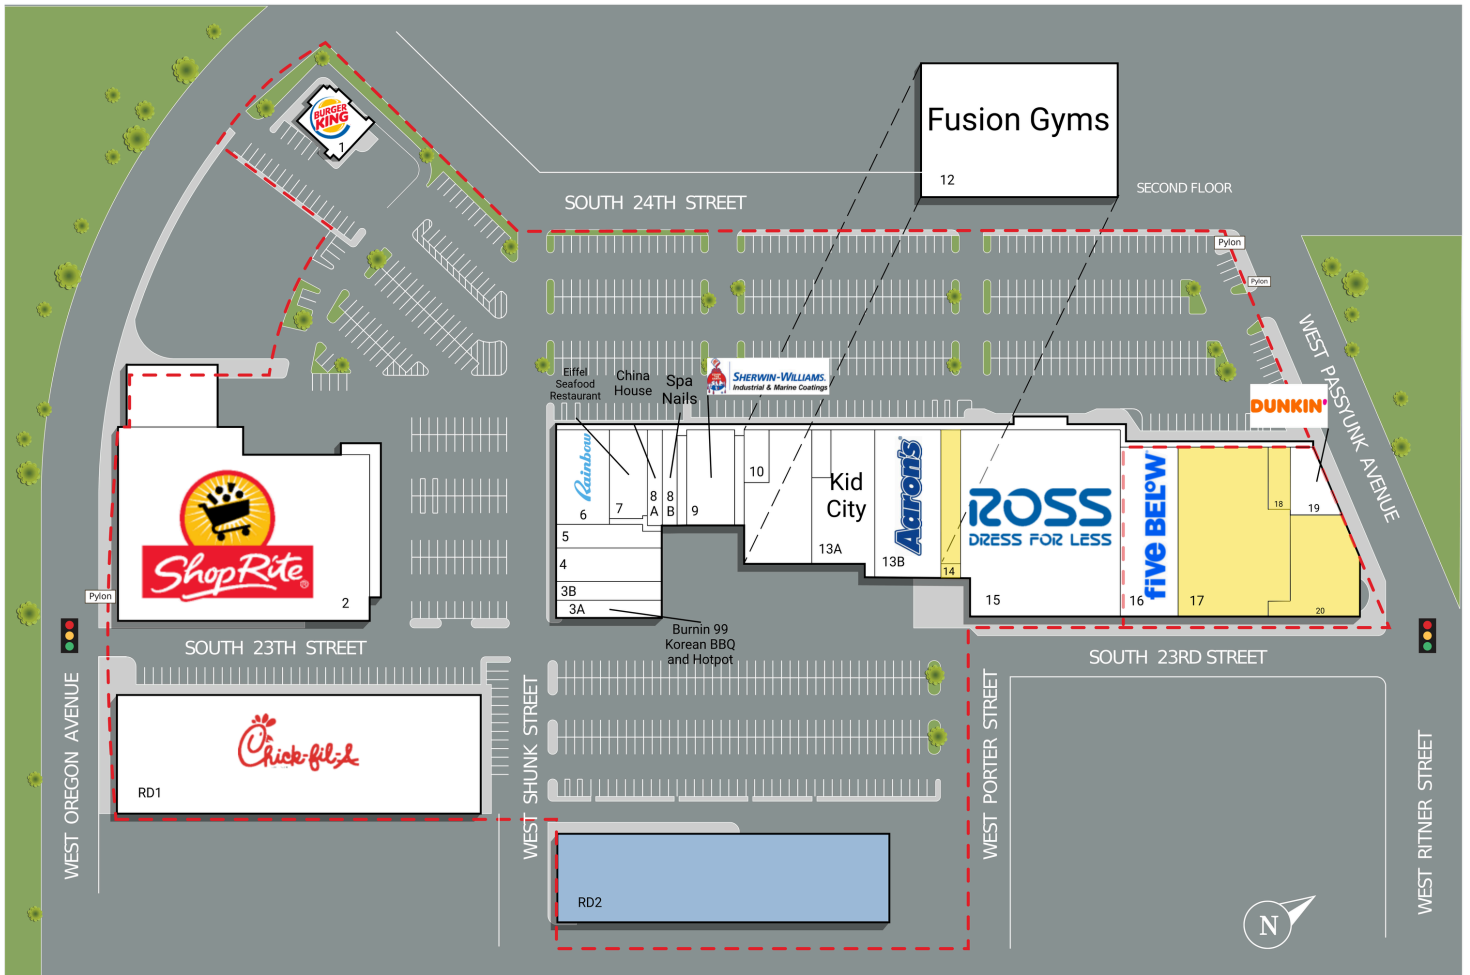 BURGER
KING
1
Fusion Gyms
12
SECOND FLOOR
SOUTH 24TH STREET
Pylon
Pylon
WEST PASSYUNK AVENUE
Eiffel
Seafood
Restaurant
China
House
Spa
Nails
SHERWIN-WILLIAMS.
Industrial & Marine Coatings
DUNKIN'
Rainbow
6
7
8
A
8
B
9
10
Kid
City
13A
Aaron's
13B
14
ROSS
DRESS FOR LESS
15
five BELOW
16
17
18
19
20
5
4
3B
3A
Burnin 99
Korean BBQ
and Hotpot
ShopRite
2
Pylon
SOUTH 23TH STREET
SOUTH 23RD STREET
WEST OREGON AVENUE
Chick-fil-A
RD1
WEST SHUNK STREET
WEST PORTER STREET
WEST RITNER STREET
RD2
N